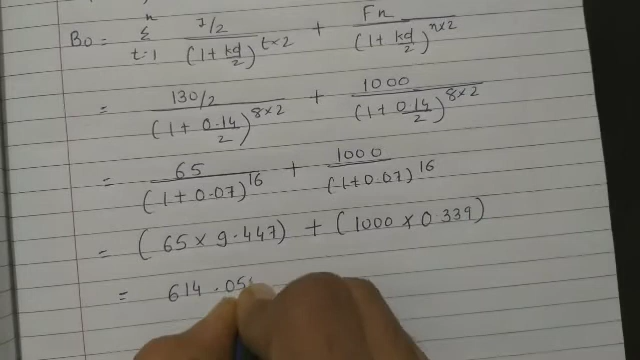 B0 = n Σ t=1 I/2 / (1 + kd/2)^t×2 + Fn / (1 + kd/2)^n×2
= 130/2 / (1 + 0.14/2)^8×2 + 1000 / (1 + 0.14/2)^8×2
= 65 / (1 + 0.07)^16 + 1000 / (1 + 0.07)^16
= (65 × 9.447) + (1000 × 0.339)
= 614.05